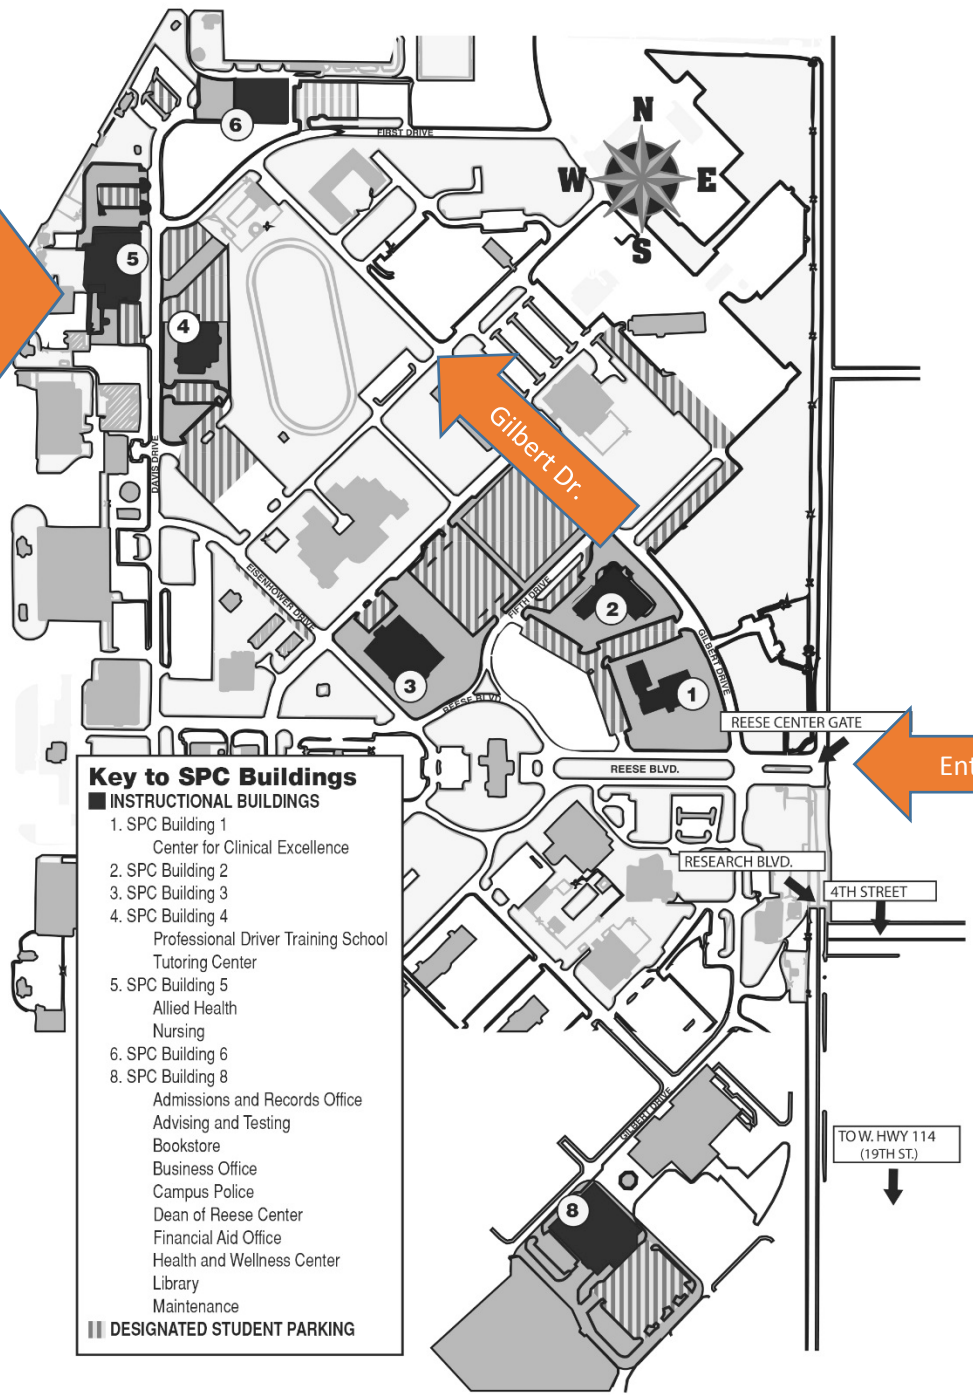 N
W E
S
6
FIRST DRIVE
5
4
Gilbert Dr.
DAVIS DRIVE
EISENHOWER DRIVE
FIFTH DRIVE
2
GILBERT DRIVE
3
1
REESE BLVD.
REESE CENTER GATE
REESE BLVD.
Ent
RESEARCH BLVD.
4TH STREET
Key to SPC Buildings
INSTRUCTIONAL BUILDINGS
1. SPC Building 1
Center for Clinical Excellence
2. SPC Building 2
3. SPC Building 3
4. SPC Building 4
Professional Driver Training School
Tutoring Center
5. SPC Building 5
Allied Health
Nursing
6. SPC Building 6
8. SPC Building 8
Admissions and Records Office
Advising and Testing
Bookstore
Business Office
Campus Police
Dean of Reese Center
Financial Aid Office
Health and Wellness Center
Library
Maintenance
DESIGNATED STUDENT PARKING
GILBERT DRIVE
TO W. HWY 114
(19TH ST.)
8